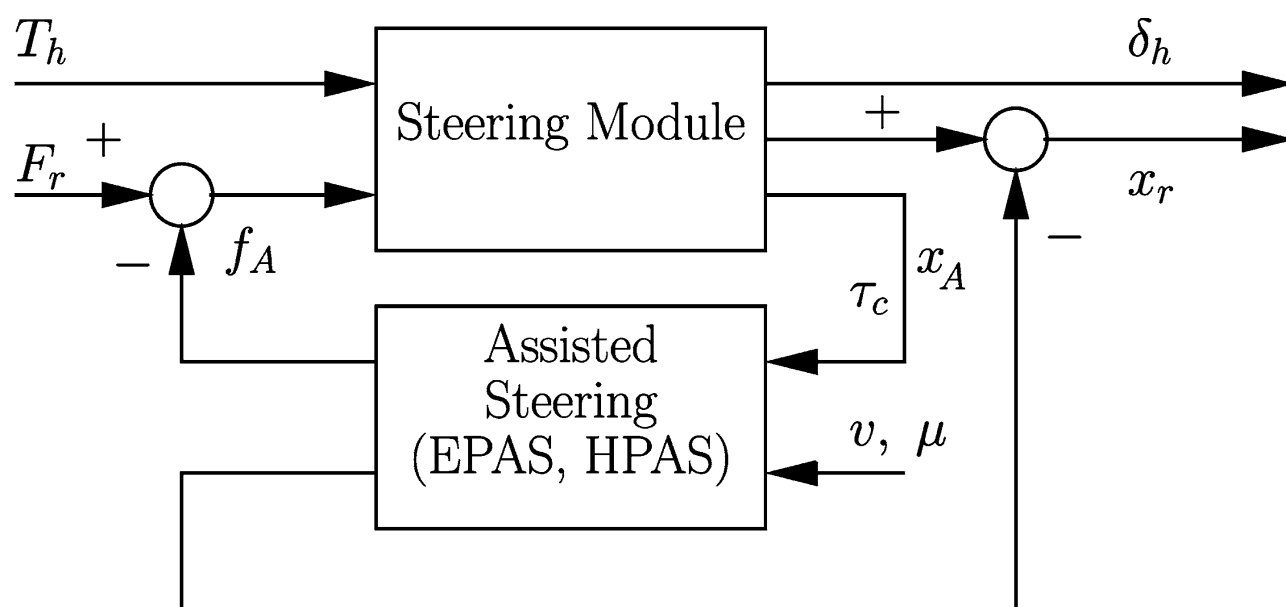 T_h
δ_h
Steering Module
+
+
F_r
x_r
−
f_A
−
x_A
τ_c
Assisted
Steering
(EPAS, HPAS)
v, μ